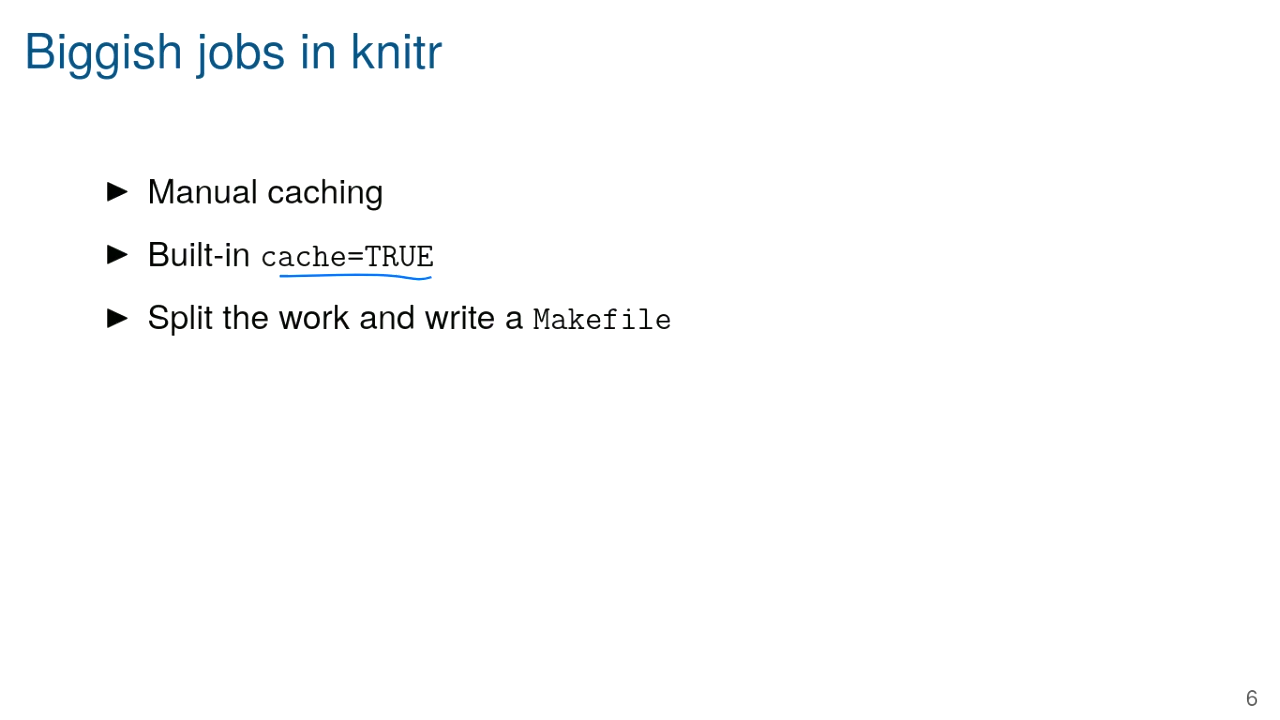 Biggish jobs in knitr
▶ Manual caching
▶ Built-in cache=TRUE
▶ Split the work and write a Makefile
6